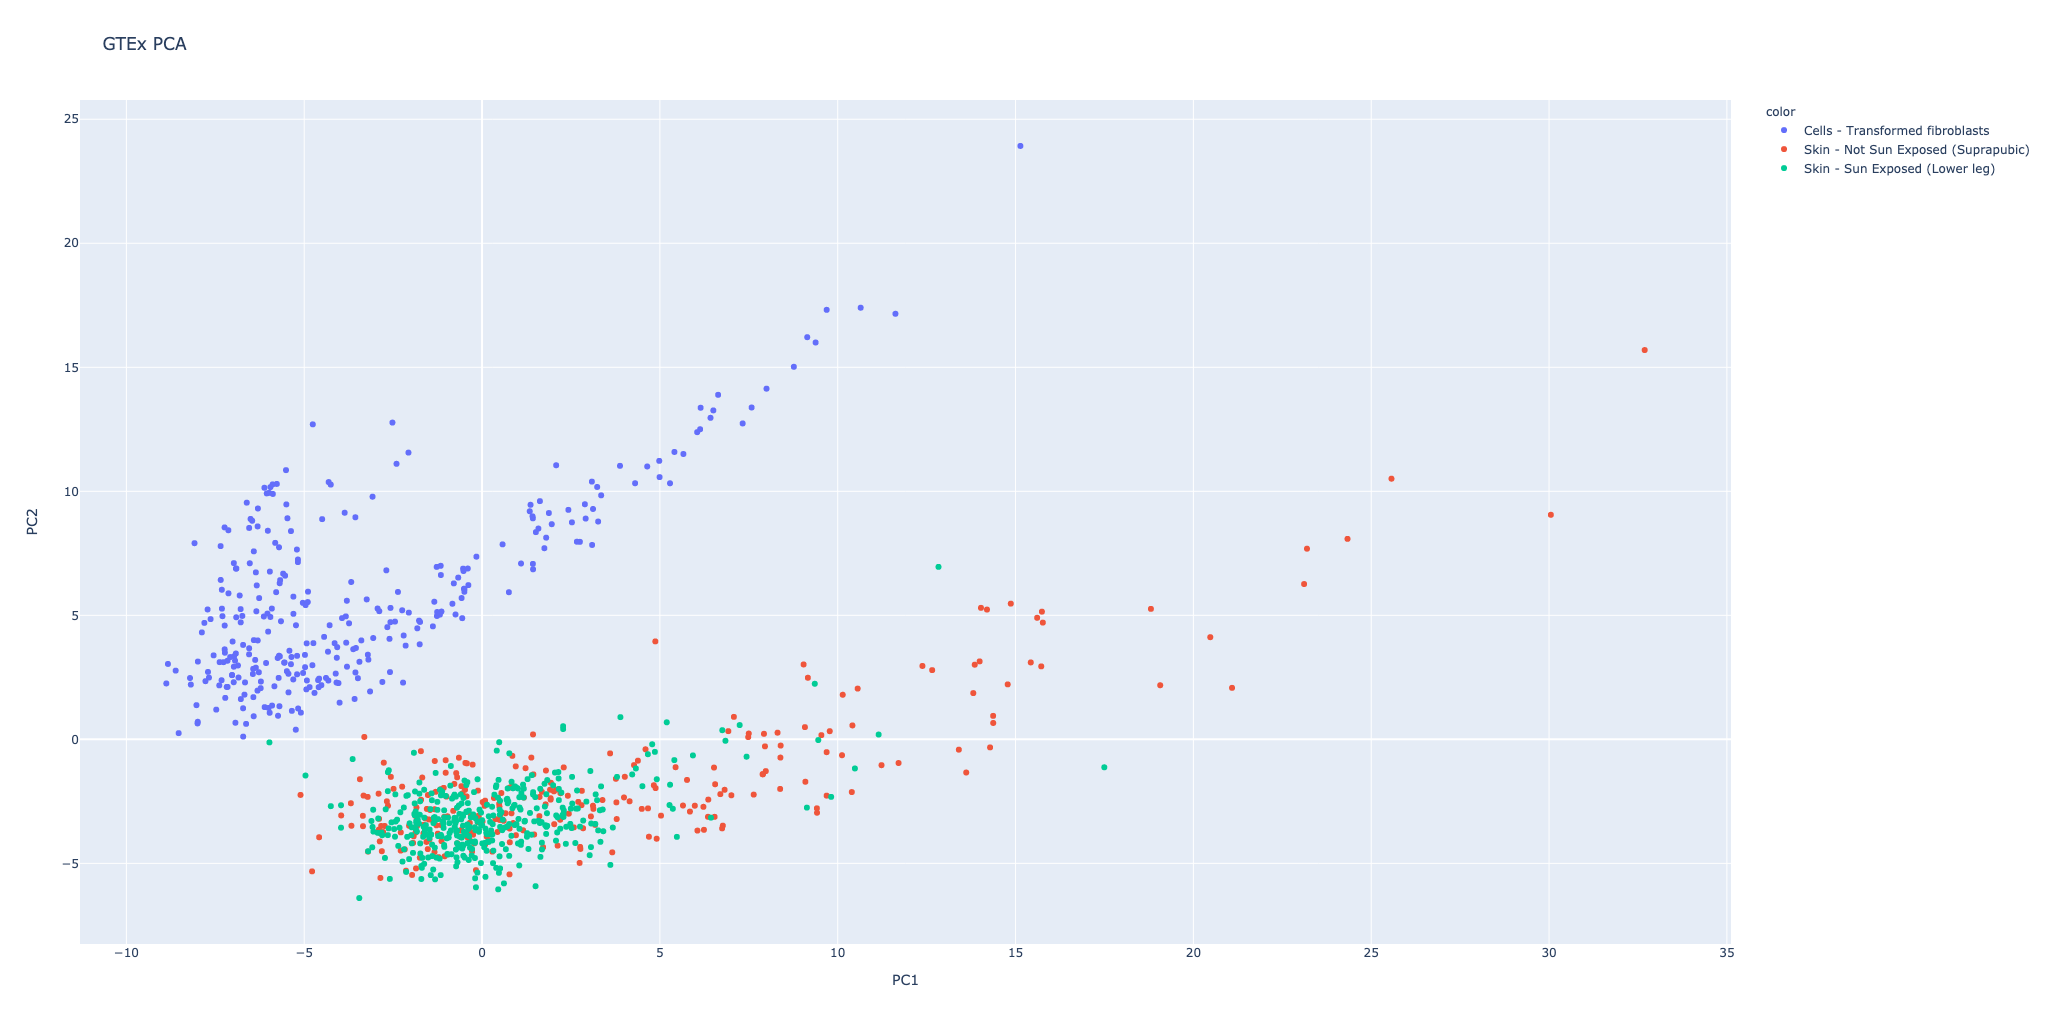 GTEx PCA
color
Cells - Transformed fibroblasts
Skin - Not Sun Exposed (Suprapubic)
Skin - Sun Exposed (Lower leg)
25
20
15
10
5
0
−5
PC2
−10 −5 0 5 10 15 20 25 30 35
PC1